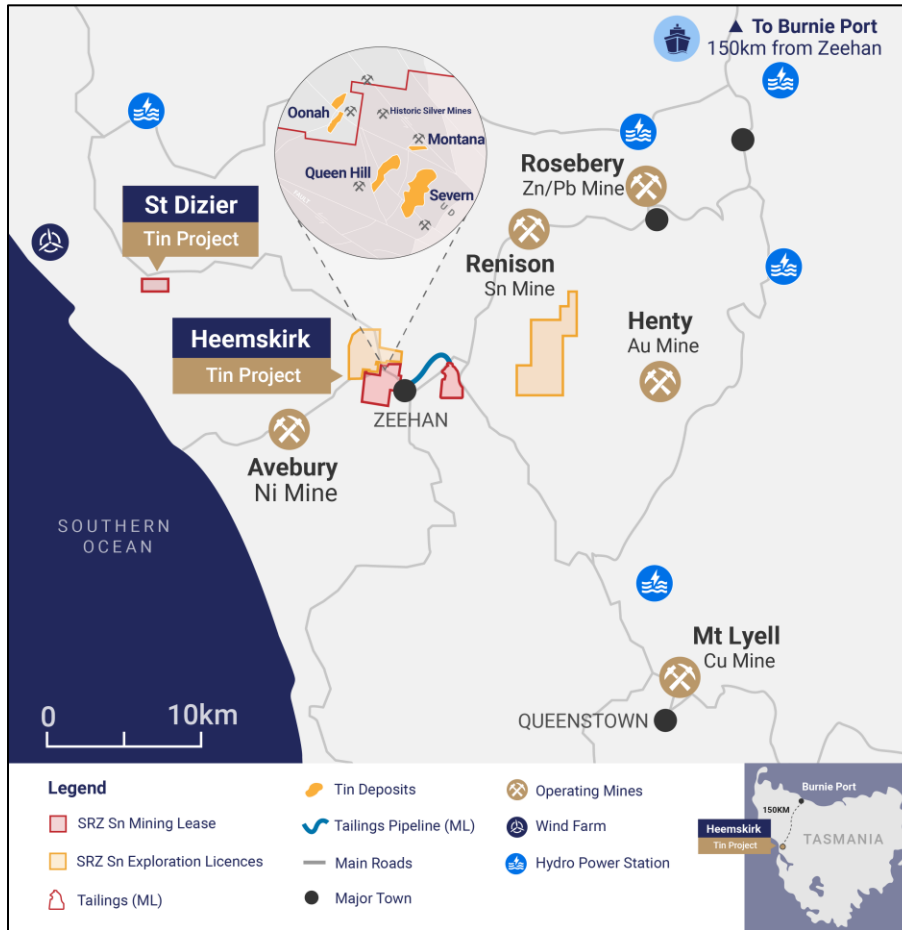 ▲ To Burnie Port
150km from Zeehan
Oonah
Historic Silver Mines
Montana
Queen Hill
Severn
Rosebery
Zn/Pb Mine
St Dizier
Tin Project
Renison
Sn Mine
Henty
Au Mine
Heemskirk
Tin Project
ZEEHAN
Avebury
Ni Mine
SOUTHERN
OCEAN
Mt Lyell
Cu Mine
QUEENSTOWN
0 10km
Legend
SRZ Sn Mining Lease
SRZ Sn Exploration Licences
Tailings (ML)
Tin Deposits
Tailings Pipeline (ML)
Main Roads
Major Town
Operating Mines
Wind Farm
Hydro Power Station
Burnie Port
150KM
Heemskirk
Tin Project
TASMANIA